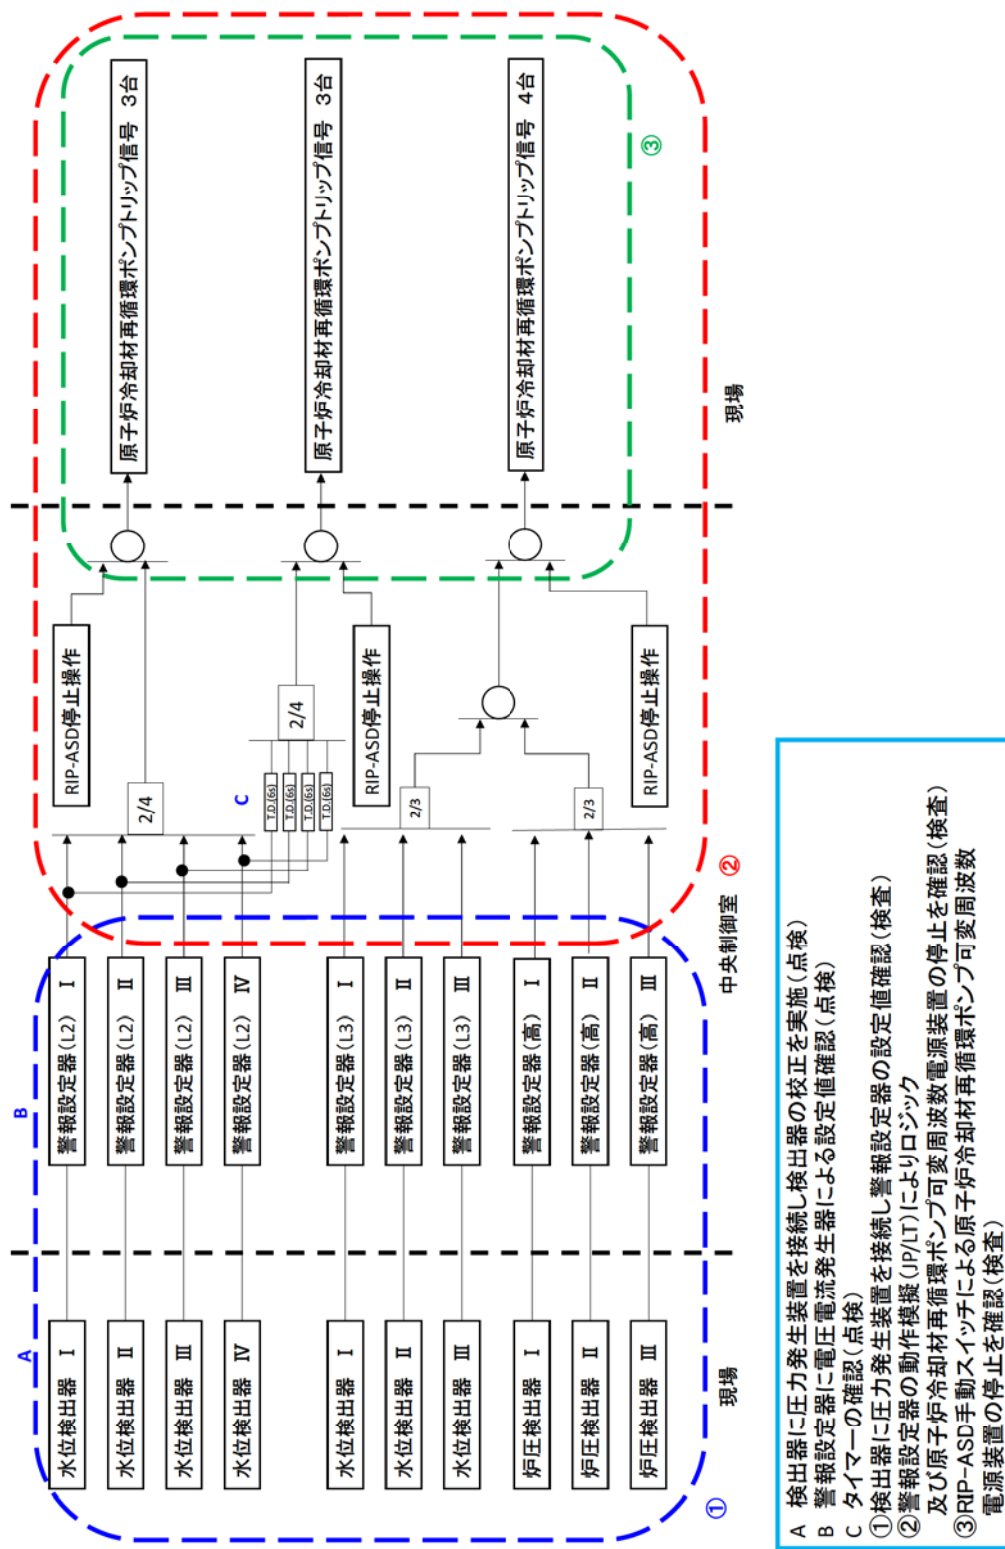 A
B
水位検出器 Ⅰ
警報設定器(L2) Ⅰ
水位検出器 Ⅱ
警報設定器(L2) Ⅱ
水位検出器 Ⅲ
警報設定器(L2) Ⅲ
水位検出器 Ⅳ
警報設定器(L2) Ⅳ
2/4
RIP-ASD停止操作
原子炉冷却材再循環ポンプトリップ信号 3台
C
T.D.(6s)
T.D.(6s)
T.D.(6s)
T.D.(6s)
2/4
RIP-ASD停止操作
原子炉冷却材再循環ポンプトリップ信号 3台
水位検出器 Ⅰ
警報設定器(L3) Ⅰ
水位検出器 Ⅱ
警報設定器(L3) Ⅱ
水位検出器 Ⅲ
警報設定器(L3) Ⅲ
2/3
炉圧検出器 Ⅰ
警報設定器(高) Ⅰ
炉圧検出器 Ⅱ
警報設定器(高) Ⅱ
炉圧検出器 Ⅲ
警報設定器(高) Ⅲ
2/3
RIP-ASD停止操作
原子炉冷却材再循環ポンプトリップ信号 4台
①
現場
中央制御室
②
現場
③
A 検出器に圧力発生装置を接続し検出器の校正を実施(点検)
B 警報設定器に電圧電流発生器による設定値確認(点検)
C タイマーの確認(点検)
①検出器に圧力発生装置を接続し警報設定器の設定値確認(検査)
②警報設定器の動作模擬(JP/LT)によりロジック
及び原子炉冷却材再循環ポンプ可変周波数電源装置の停止を確認(検査)
③RIP-ASD手動スイッチによる原子炉冷却材再循環ポンプ可変周波数
電源装置の停止を確認(検査)